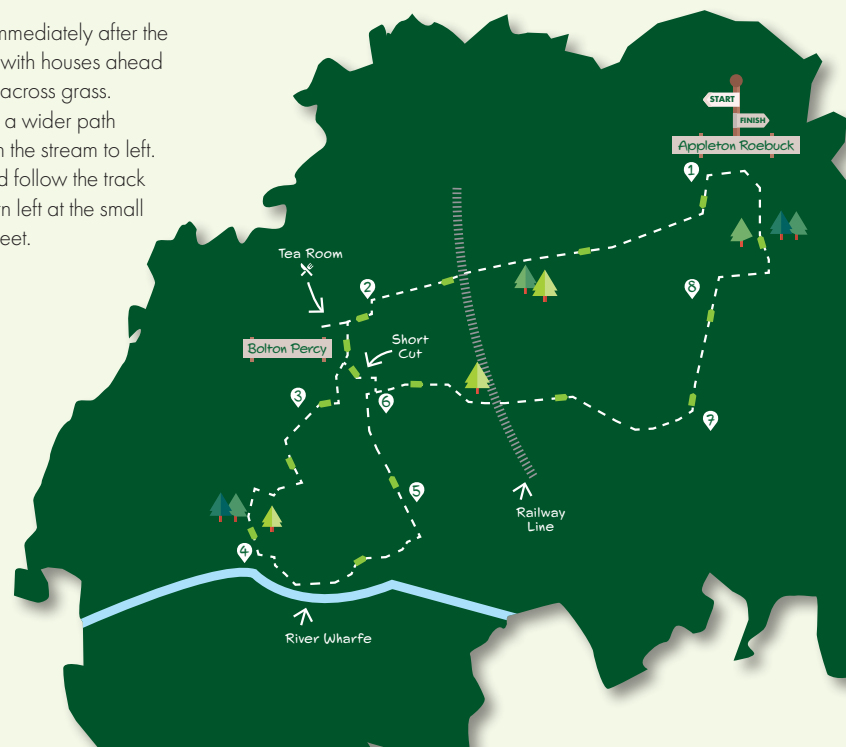 mmediately after the
with houses ahead
across grass.
a wider path
n the stream to left.
d follow the track
rn left at the small
eet.
START
FINISH
Appleton Roebuck
1
Tea Room
2
8
Short
Cut
Bolton Percy
3
6
7
5
Railway
Line
4
River Wharfe